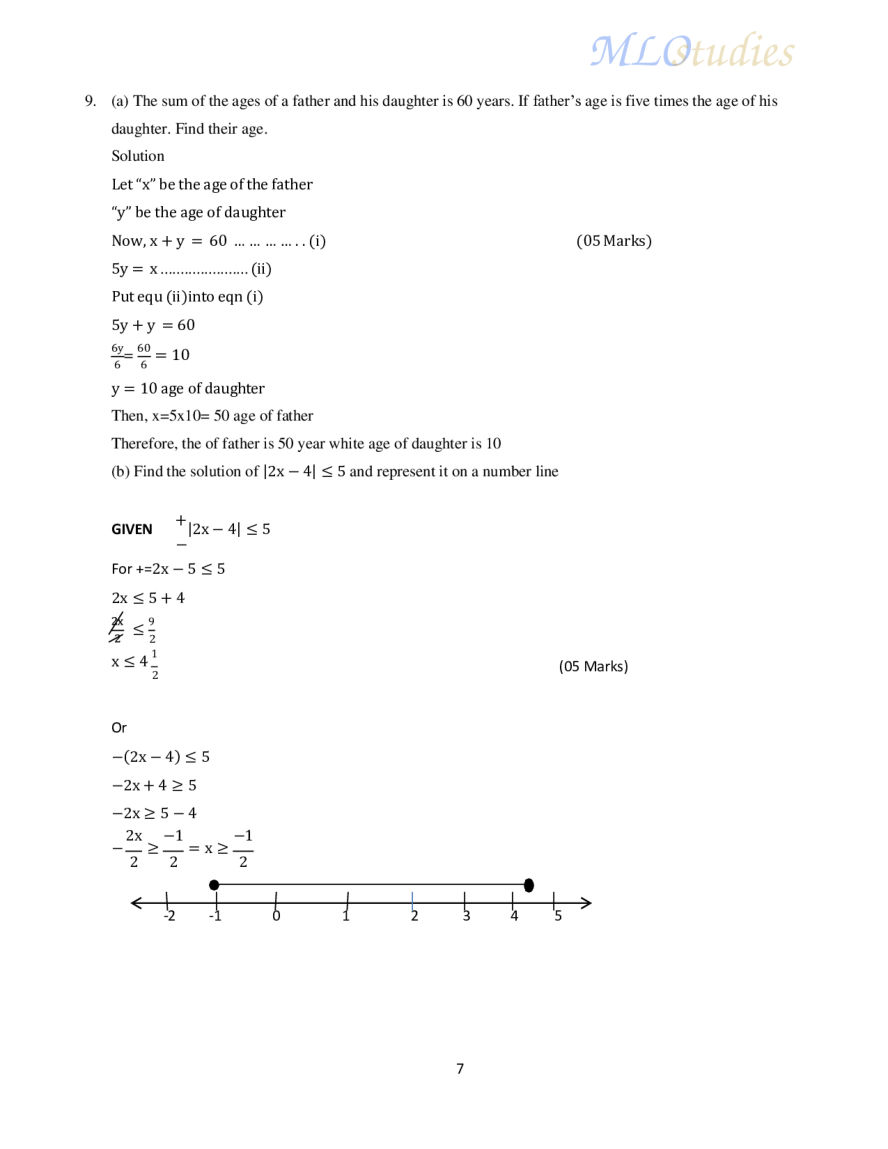 MLOstudies
9. (a) The sum of the ages of a father and his daughter is 60 years. If father’s age is five times the age of his
daughter. Find their age.
Solution
Let “x” be the age of the father
“y” be the age of daughter
Now, x + y = 60 … … … … . . (i) (05 Marks)
5y = x …………………. (ii)
Put equ (ii)into eqn (i)
5y + y = 60
6y/6 = 60/6 = 10
y = 10 age of daughter
Then, x=5x10= 50 age of father
Therefore, the of father is 50 year white age of daughter is 10
(b) Find the solution of |2x − 4| ≤ 5 and represent it on a number line
GIVEN +− |2x − 4| ≤ 5
For +=2x − 5 ≤ 5
2x ≤ 5 + 4
2x/2 ≤ 9/2
x ≤ 4 1/2 (05 Marks)
Or
−(2x − 4) ≤ 5
−2x + 4 ≥ 5
−2x ≥ 5 − 4
− 2x/2 ≥ −1/2 = x ≥ −1/2
-2 -1 0 1 2 3 4 5
7